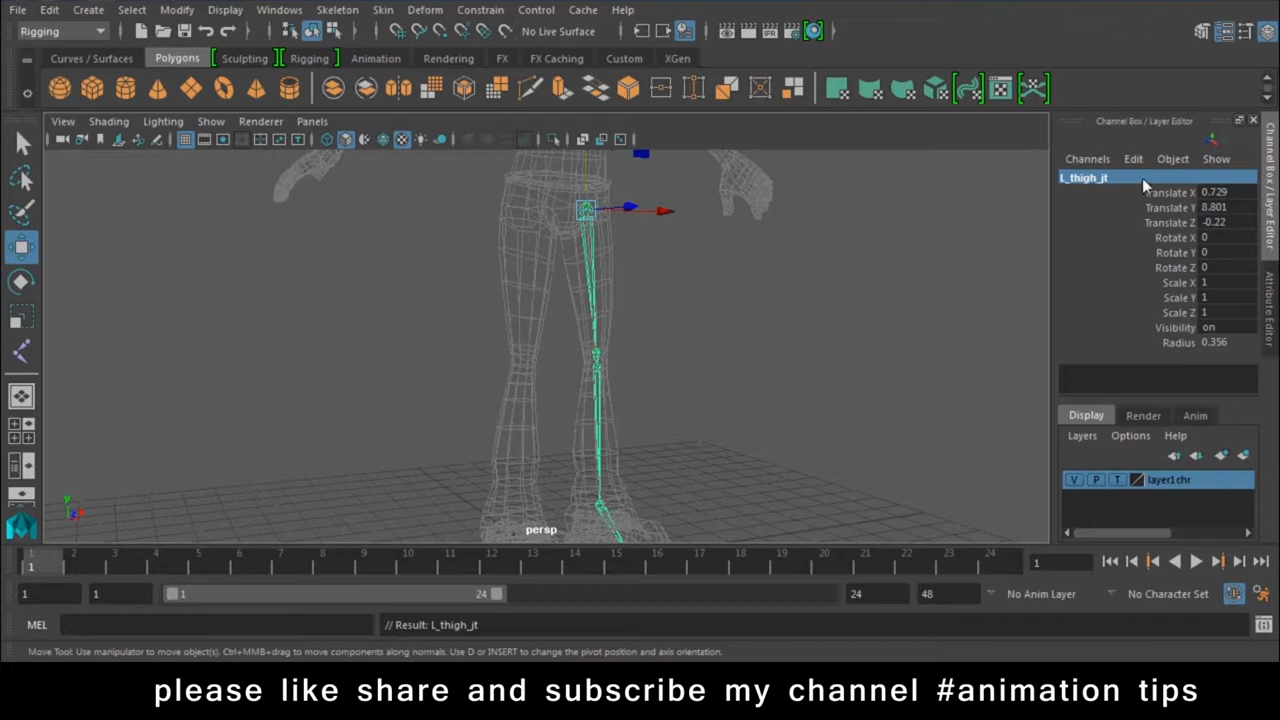 File Edit Create Select Modify Display Windows Skeleton Skin Deform Constrain Control Cache Help
Rigging No Live Surface
Curves / Surfaces Polygons Sculpting Rigging Animation Rendering FX FX Caching Custom XGen
View Shading Lighting Show Renderer Panels
Channel Box / Layer Editor
Channels Edit Object Show
L_thigh_jt
Translate X 0.729
Translate Y 8.801
Translate Z -0.22
Rotate X 0
Rotate Y 0
Rotate Z 0
Scale X 1
Scale Y 1
Scale Z 1
Visibility on
Radius 0.356
Channel Box / Layer Editor
Attribute Editor
Display Render Anim
Layers Options Help
V P T layer1chr
y
z
persp
1 2 3 4 5 6 7 8 9 10 11 12 13 14 15 16 17 18 19 20 21 22 23 24
1 1
1 1 1 24 24 48 No Anim Layer No Character Set
MEL // Result: L_thigh_jt
Move Tool: Use manipulator to move object(s). Ctrl+MMB+drag to move components along normals. Use D or INSERT to change the pivot position and axis orientation.
please like share and subscribe my channel #animation tips